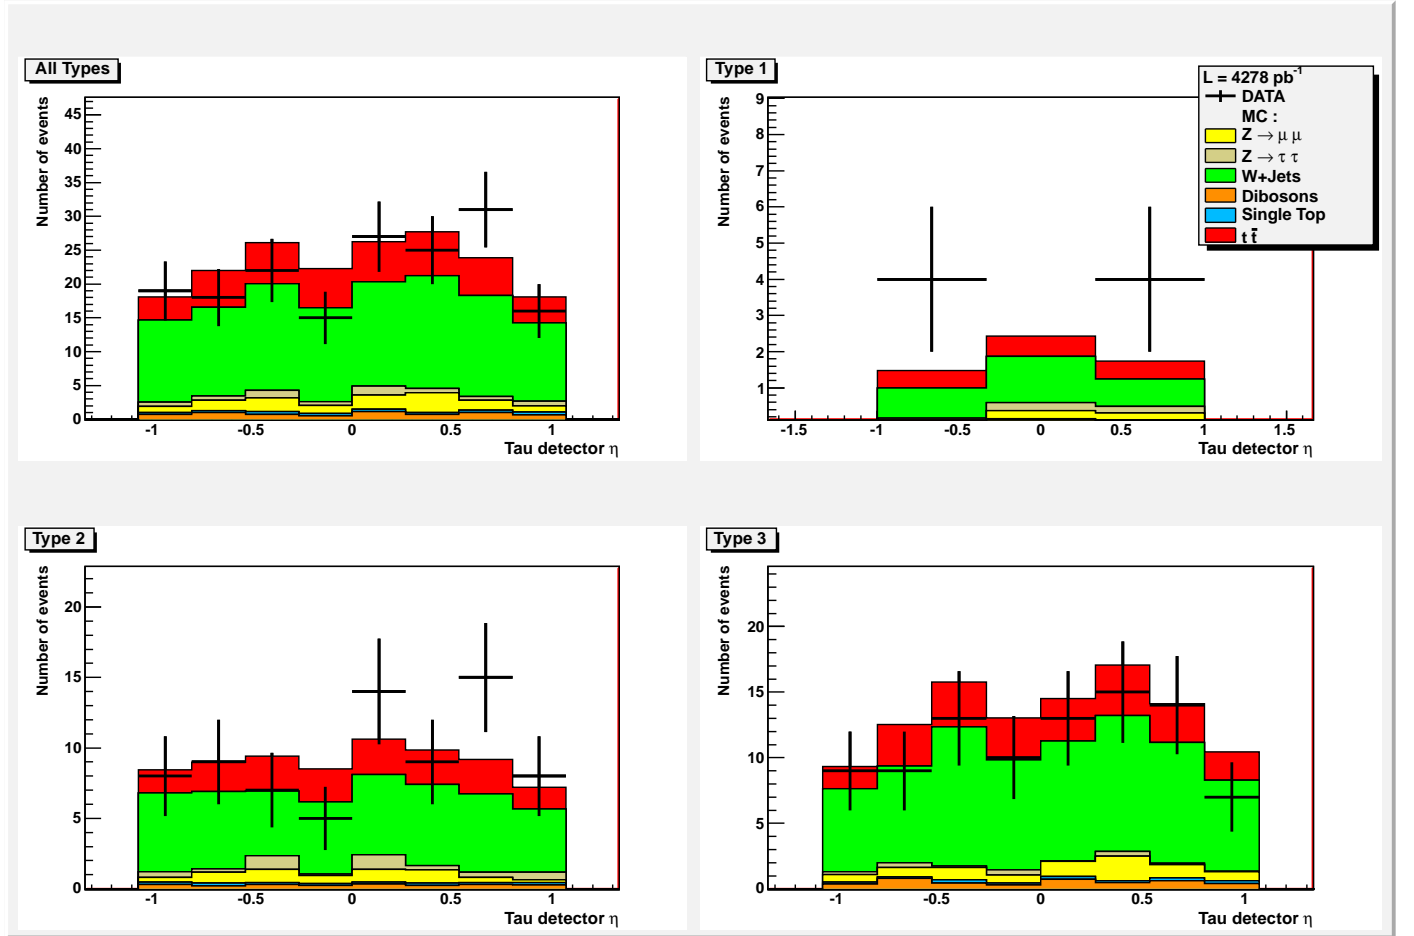 All Types
Number of events
45
40
35
30
25
20
15
10
5
0
-1 -0.5 0 0.5 1
Tau detector η
Type 1
Number of events
9
8
7
6
5
4
3
2
1
-1.5 -1 -0.5 0 0.5 1 1.5
Tau detector η
L = 4278 pb-1
DATA
MC :
Z → μ μ
Z → τ τ
W+Jets
Dibosons
Single Top
t t̄
Type 2
Number of events
20
15
10
5
0
-1 -0.5 0 0.5 1
Tau detector η
Type 3
Number of events
20
15
10
5
0
-1 -0.5 0 0.5 1
Tau detector η